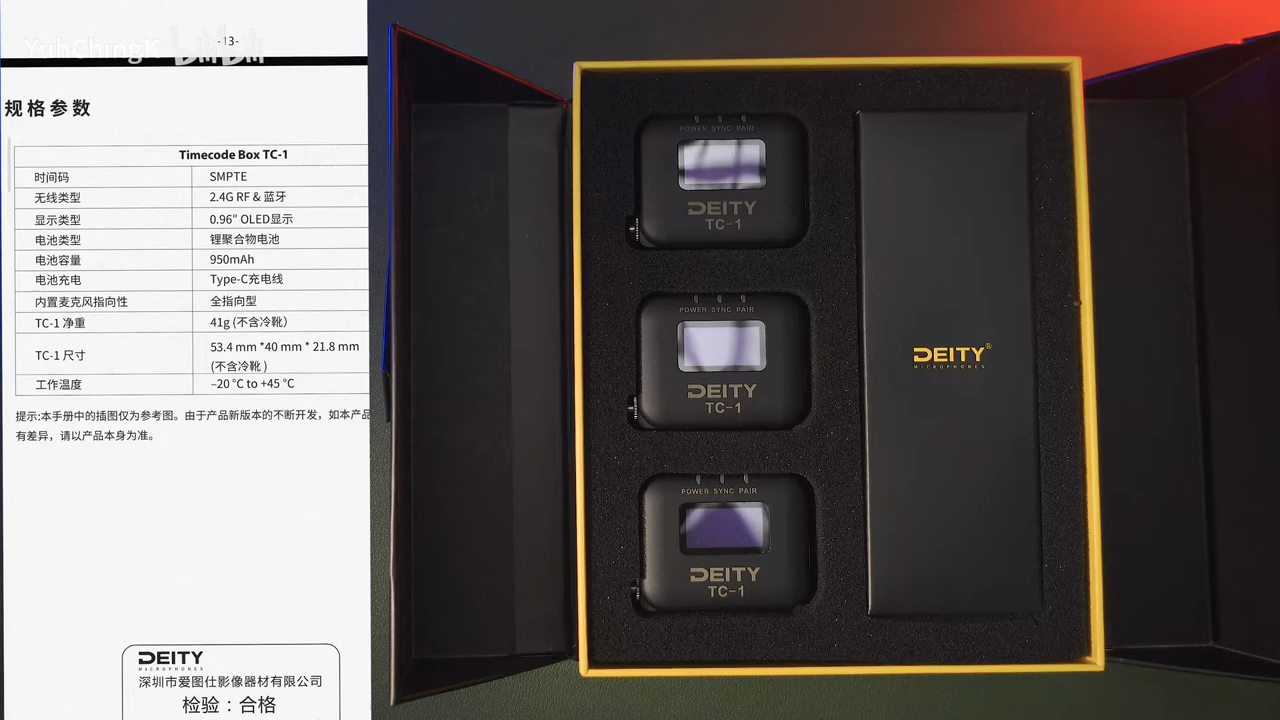 YuhChingK bilibili
-13-
规格参数
Timecode Box TC-1
时间码 SMPTE
无线类型 2.4G RF & 蓝牙
显示类型 0.96” OLED显示
电池类型 锂聚合物电池
电池容量 950mAh
电池充电 Type-C充电线
内置麦克风指向性 全指向型
TC-1 净重 41g (不含冷靴)
TC-1 尺寸 53.4 mm *40 mm * 21.8 mm
(不含冷靴 )
工作温度 –20 °C to +45 °C
提示:本手册中的插图仅为参考图。由于产品新版本的不断开发，如本产品
有差异，请以产品本身为准。
DEITY
MICROPHONES
深圳市爱图仕影像器材有限公司
检验：合格
POWER SYNC PAIR
DEITY
TC-1
POWER SYNC PAIR
DEITY
TC-1
POWER SYNC PAIR
DEITY
TC-1
DEITY®
MICROPHONES